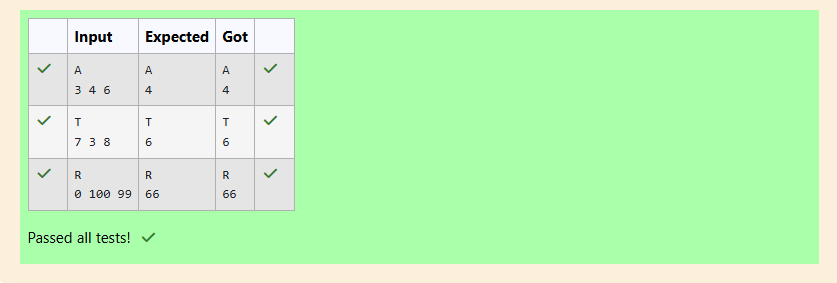 Input Expected Got
A A A
3 4 6 4 4
T T T
7 3 8 6 6
R R R
0 100 99 66 66
Passed all tests!